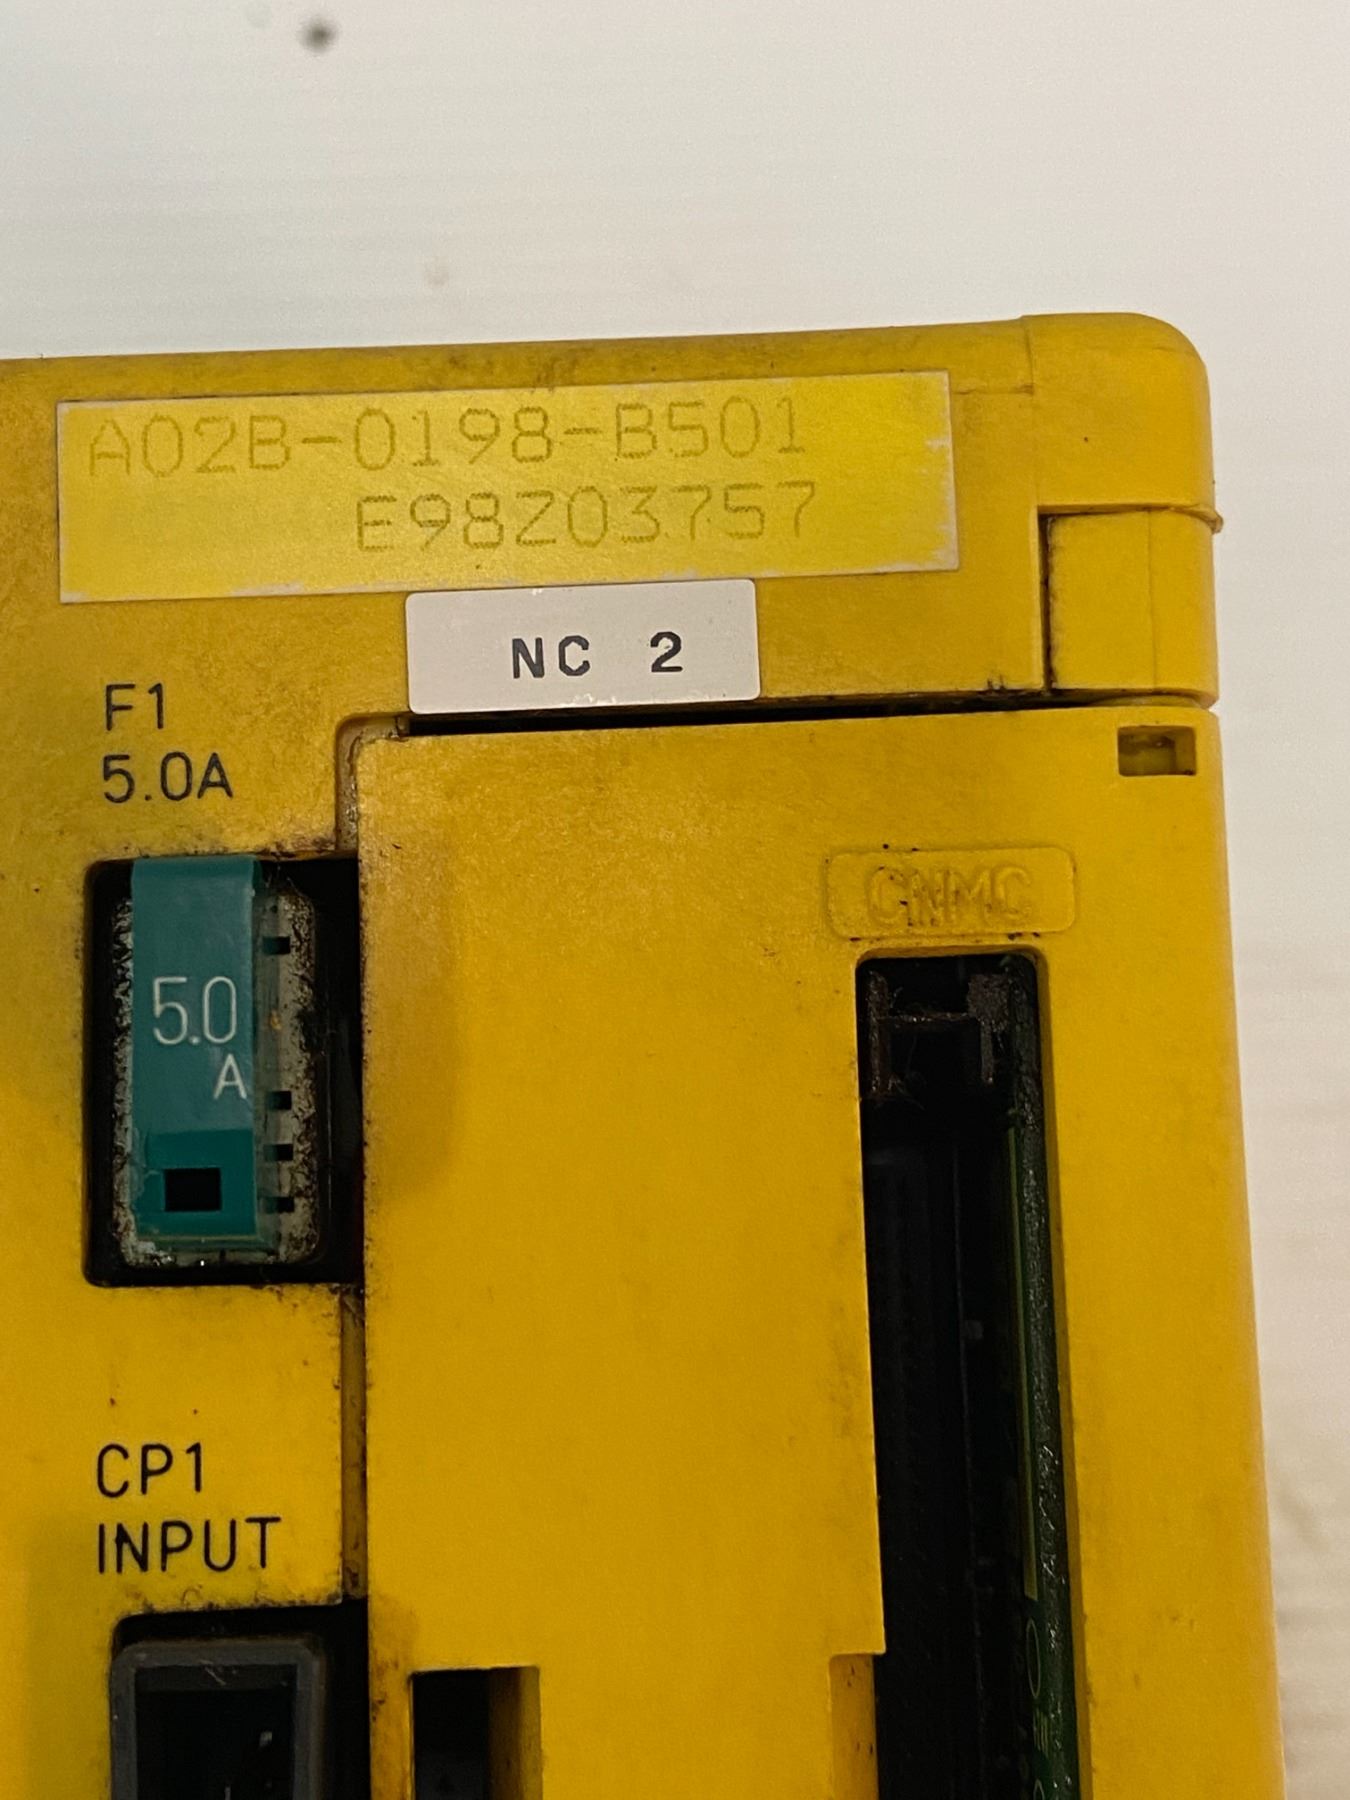 A02B-0198-B501
E98Z03757
NC 2
F1
5.0A
CNMC
5.0
A
CP1
INPUT